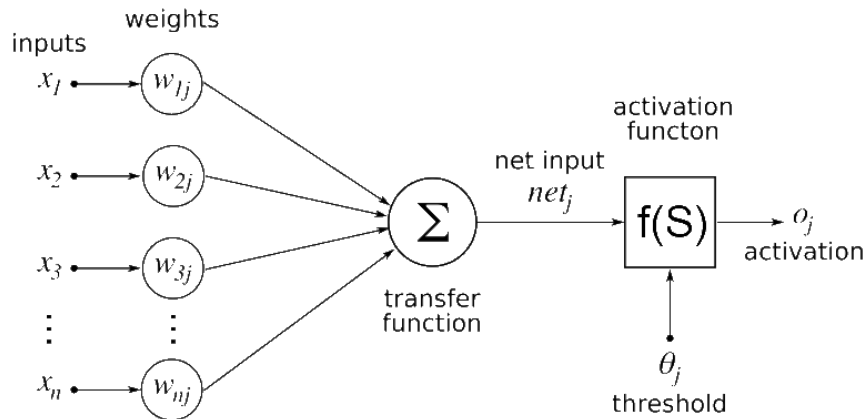 inputs
weights
x₁
w₁ⱼ
x₂
w₂ⱼ
x₃
w₃ⱼ
⋮ ⋮
xₙ
wₙⱼ
Σ
transfer
function
net input
netⱼ
activation
functon
f(S)
oⱼ
activation
θⱼ
threshold